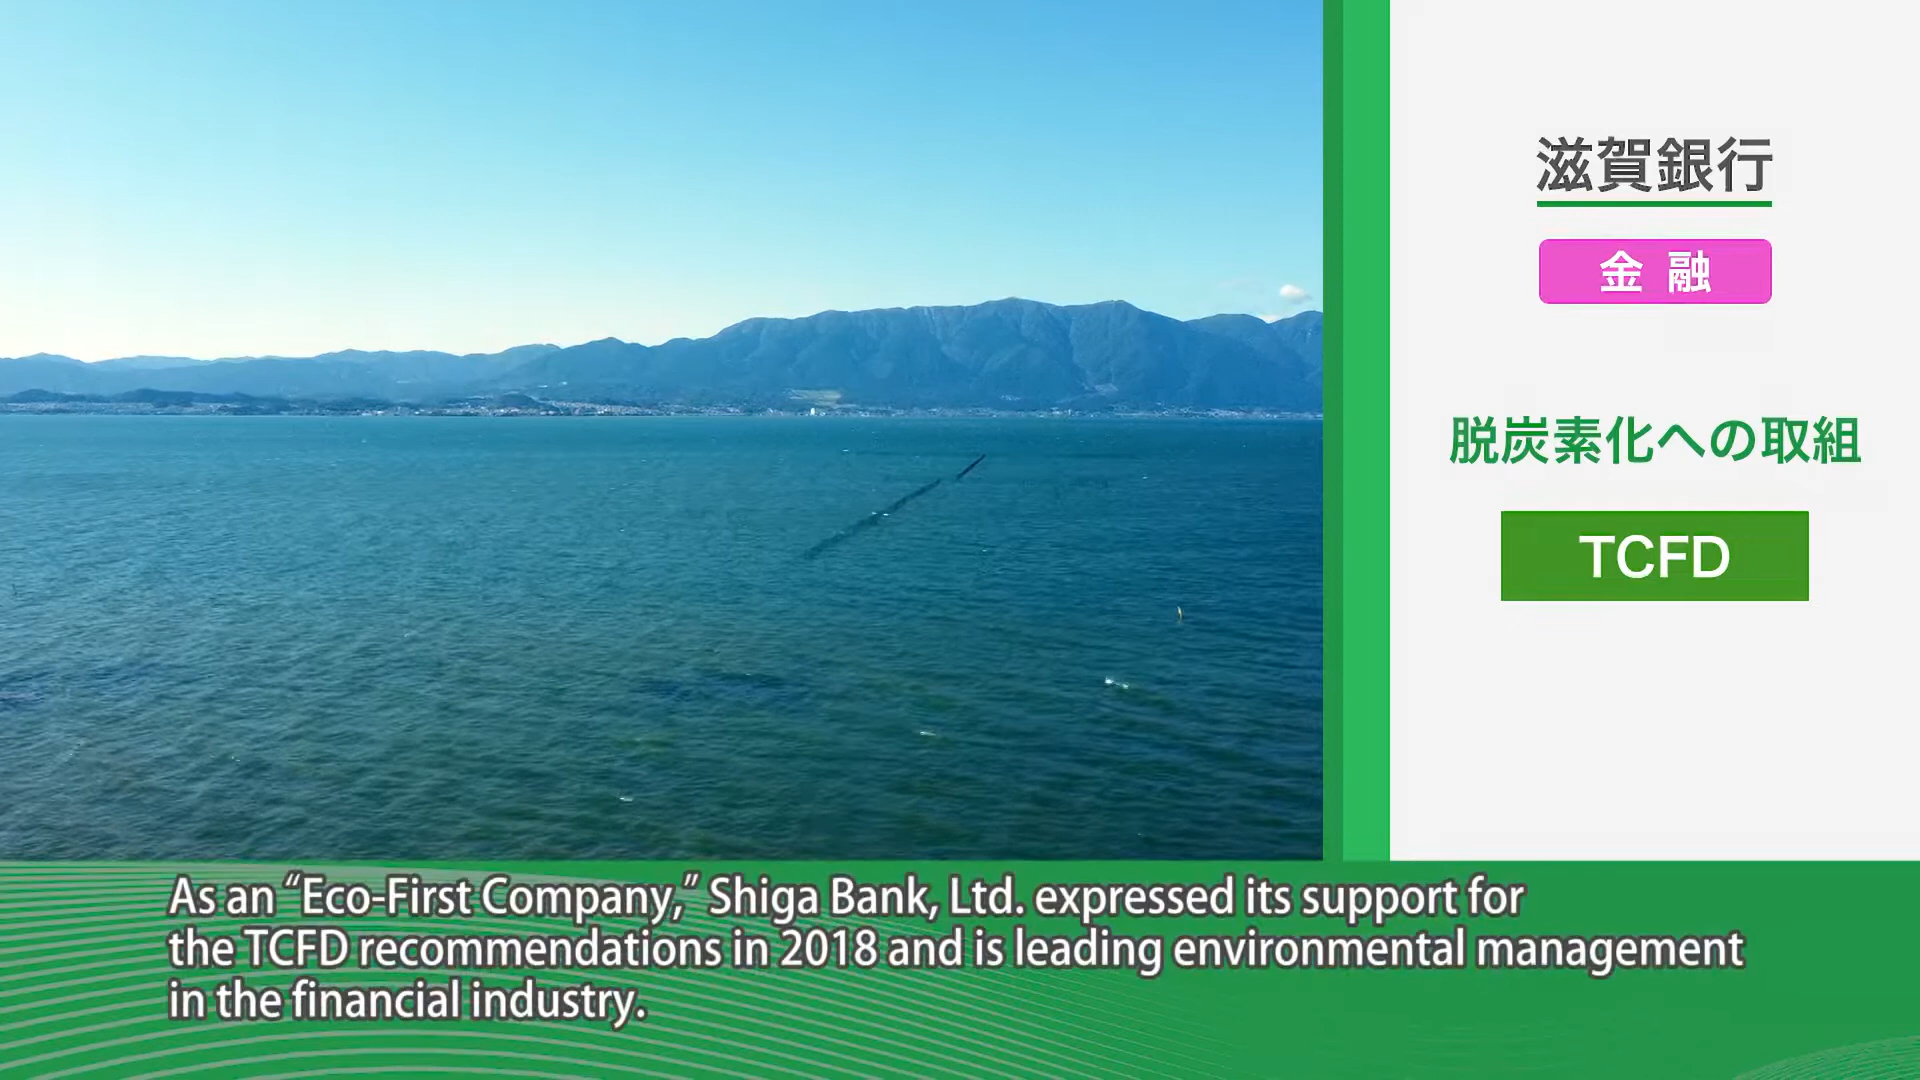 滋賀銀行
金融
脱炭素化への取組
TCFD
As an “Eco-First Company,” Shiga Bank, Ltd. expressed its support for
the TCFD recommendations in 2018 and is leading environmental management
in the financial industry.